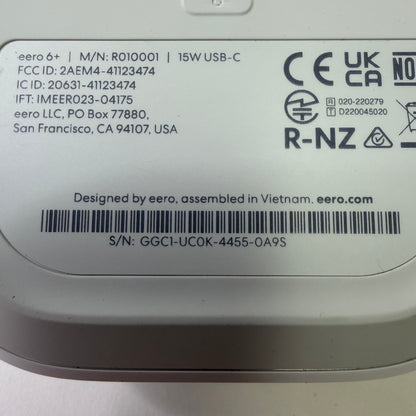 eero 6+ | M/N: R010001 | 15W USB-C
FCC ID: 2AEM4-41123474
IC ID: 20631-41123474
IFT: IMEER023-04175
eero LLC, PO Box 77880,
San Francisco, CA 94107, USA
CE UK CA NO
R 020-220279
T D220045020
R-NZ
Designed by eero, assembled in Vietnam. eero.com
S/N: GGC1-UC0K-4455-0A9S